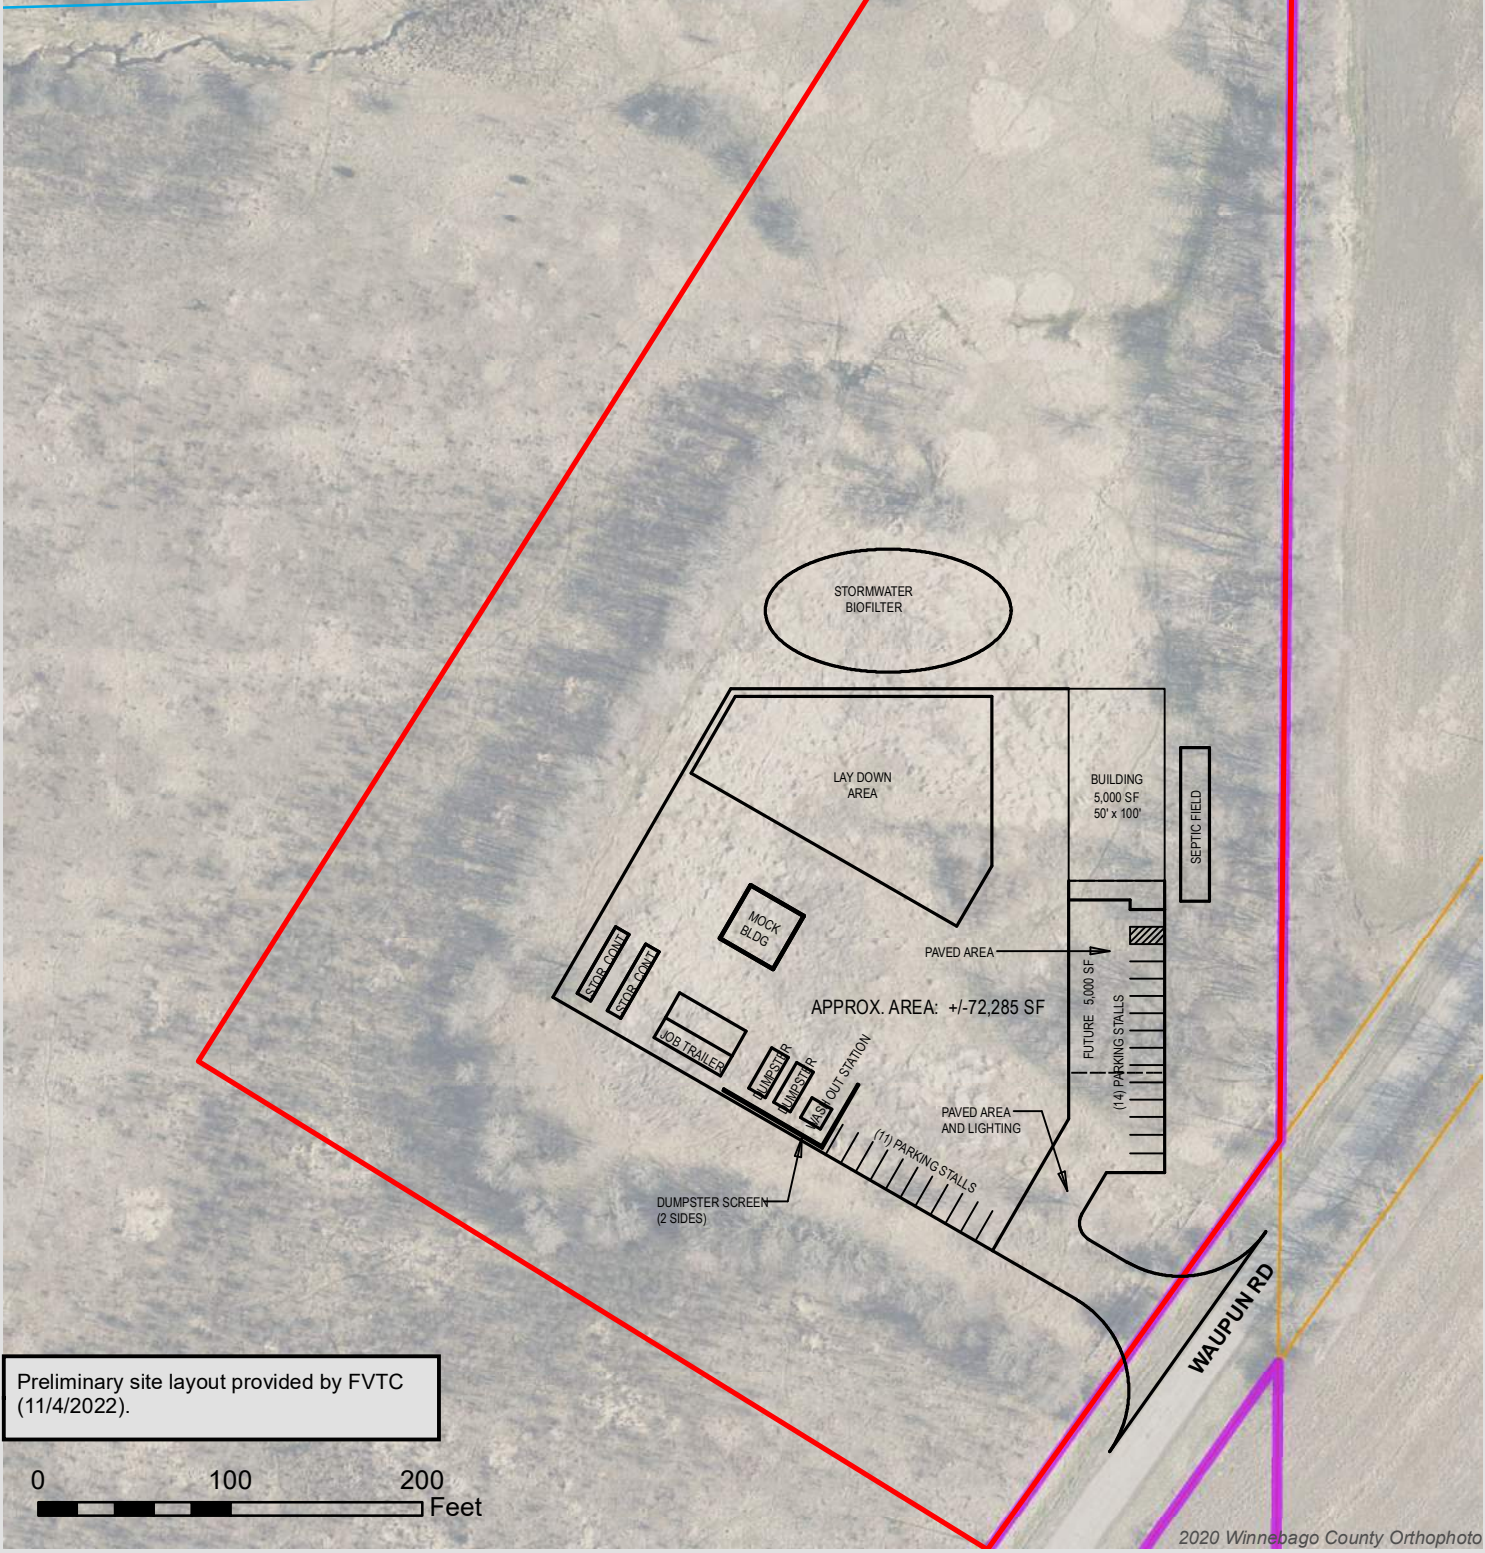 STORMWATER
BIOFILTER
LAY DOWN
AREA
BUILDING
5,000 SF
50' x 100'
SEPTIC FIELD
MOCK
BLDG
PAVED AREA
STOR. CONT
STOR. CONT
FUTURE 5,000 SF
(14) PARKING STALLS
APPROX. AREA: +/-72,285 SF
JOB TRAILER
DUMPSTER
DUMPSTER
WASH OUT STATION
PAVED AREA
AND LIGHTING
(11) PARKING STALLS
DUMPSTER SCREEN
(2 SIDES)
WAUPUN RD
Preliminary site layout provided by FVTC
(11/4/2022).
0 100 200
Feet
2020 Winnebago County Orthophoto